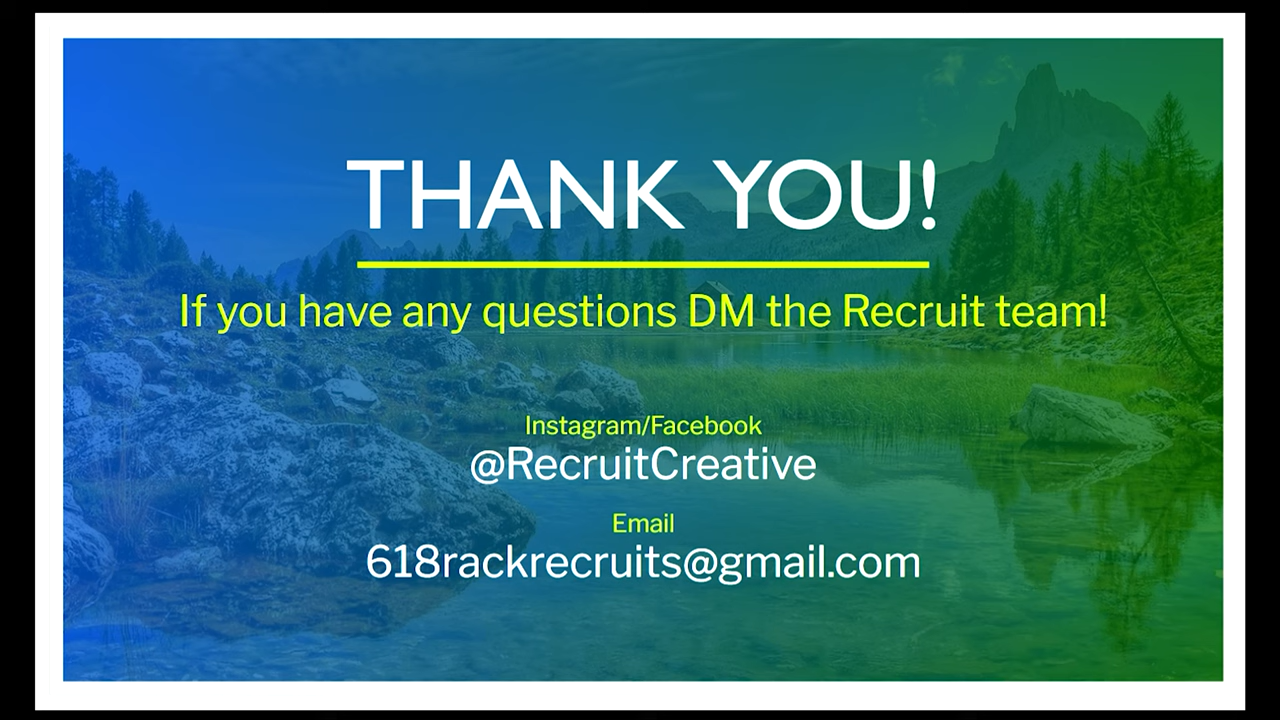 THANK YOU!
If you have any questions DM the Recruit team!
Instagram/Facebook
@RecruitCreative
Email
618rackrecruits@gmail.com